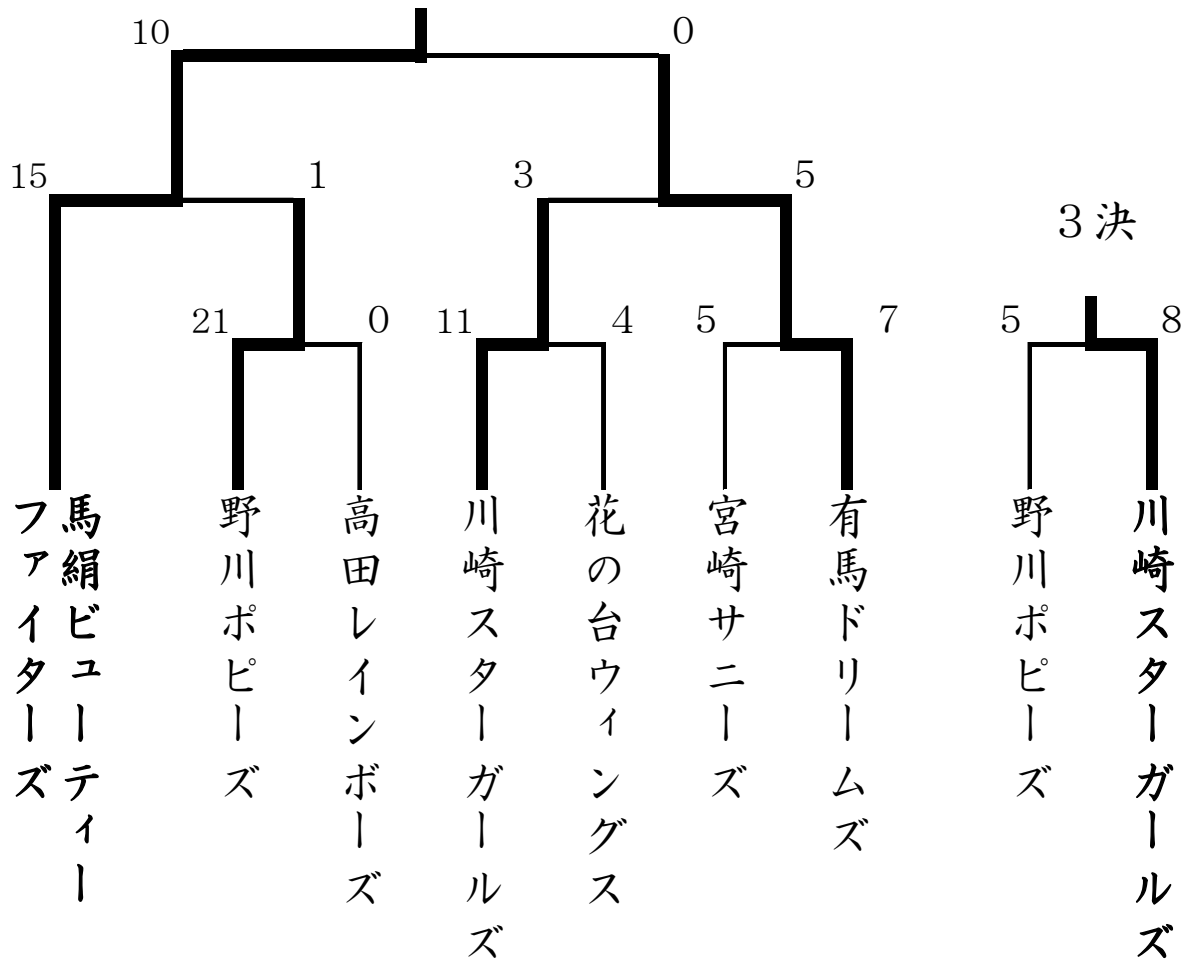 10
0
15
1
3
5
３決
21
0
11
4
5
7
5
8
馬絹ビューティー
ファイターズ
野川ポピーズ
高田レインボーズ
川崎スターガールズ
花の台ウィングス
宮崎サニーズ
有馬ドリームズ
野川ポピーズ
川崎スターガールズ